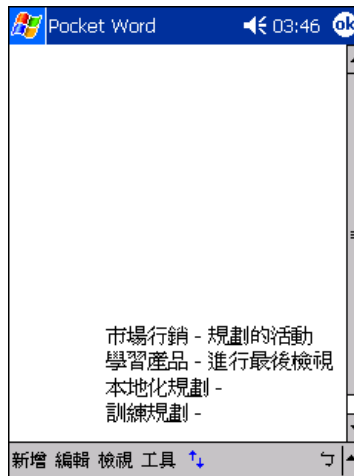 Pocket Word 03:46 ok
市場行銷 - 規劃的活動
學習產品 - 進行最後檢視
本地化規劃 -
訓練規劃 -
新增 編輯 檢視 工具 ㄅ